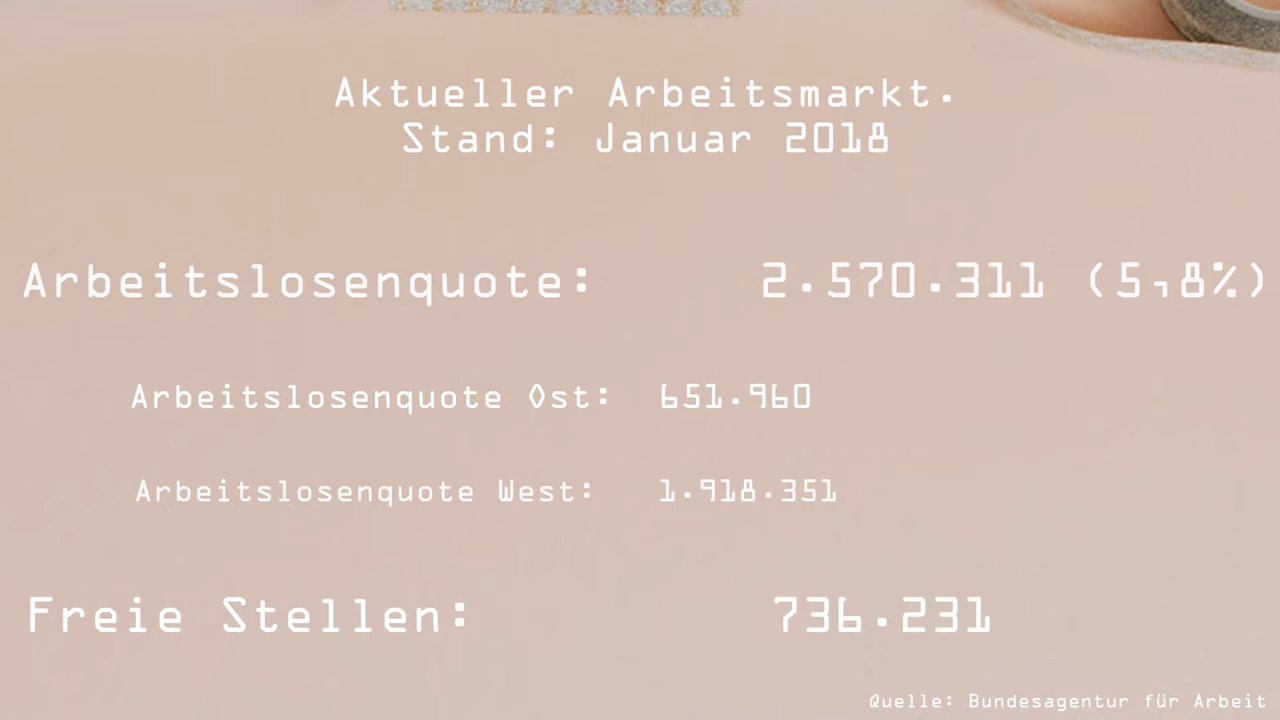 Aktueller Arbeitsmarkt.
Stand: Januar 2018
Arbeitslosenquote: 2.570.311 (5,8%)
Arbeitslosenquote Ost: 651.960
Arbeitslosenquote West: 1.918.351
Freie Stellen: 736.231
Quelle: Bundesagentur für Arbeit